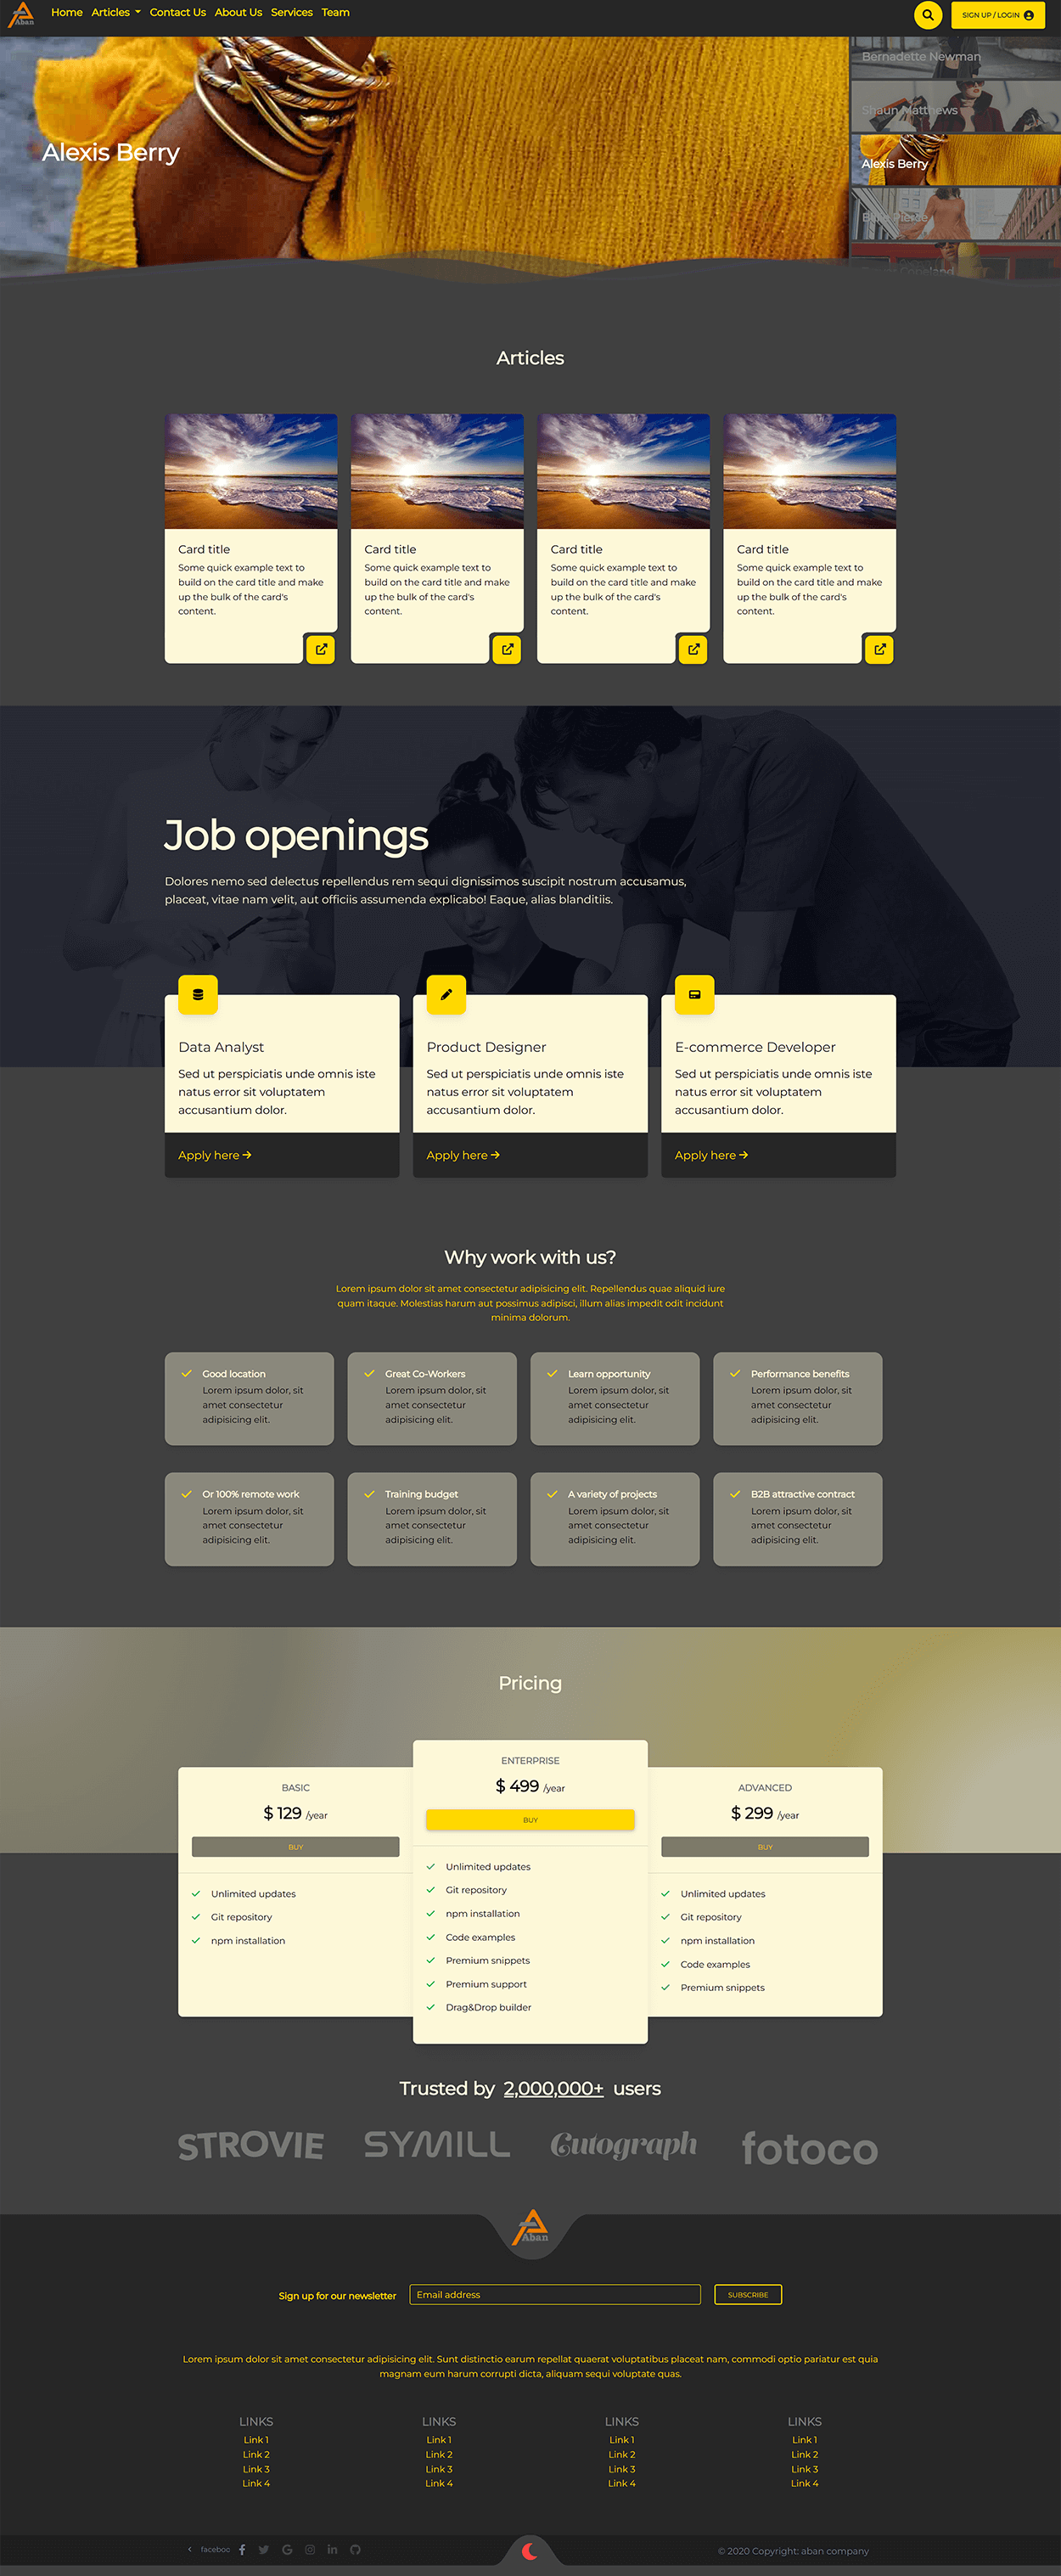 Aban
Home Articles Contact Us About Us Services Team
SIGN UP / LOGIN
Bernadette Newman
Shaun Matthews
Alexis Berry
Alexis Berry
Pierce
Copeland
Articles
Card title
Some quick example text to
build on the card title and make
up the bulk of the card's
content.
Card title
Some quick example text to
build on the card title and make
up the bulk of the card's
content.
Card title
Some quick example text to
build on the card title and make
up the bulk of the card's
content.
Card title
Some quick example text to
build on the card title and make
up the bulk of the card's
content.
Job openings
Dolores nemo sed delectus repellendus rem sequi dignissimos suscipit nostrum accusamus,
placeat, vitae nam velit, aut officiis assumenda explicabo! Eaque, alias blanditiis.
Data Analyst
Sed ut perspiciatis unde omnis iste
natus error sit voluptatem
accusantium dolor.
Apply here
Product Designer
Sed ut perspiciatis unde omnis iste
natus error sit voluptatem
accusantium dolor.
Apply here
E-commerce Developer
Sed ut perspiciatis unde omnis iste
natus error sit voluptatem
accusantium dolor.
Apply here
Why work with us?
Lorem ipsum dolor sit amet consectetur adipisicing elit. Repellendus quae aliquid iure
quam itaque. Molestias harum aut possimus adipisci, illum alias impedit odit incidunt
minima dolorum.
Good location
Lorem ipsum dolor, sit
amet consectetur
adipisicing elit.
Great Co-Workers
Lorem ipsum dolor, sit
amet consectetur
adipisicing elit.
Learn opportunity
Lorem ipsum dolor, sit
amet consectetur
adipisicing elit.
Performance benefits
Lorem ipsum dolor, sit
amet consectetur
adipisicing elit.
Or 100% remote work
Lorem ipsum dolor, sit
amet consectetur
adipisicing elit.
Training budget
Lorem ipsum dolor, sit
amet consectetur
adipisicing elit.
A variety of projects
Lorem ipsum dolor, sit
amet consectetur
adipisicing elit.
B2B attractive contract
Lorem ipsum dolor, sit
amet consectetur
adipisicing elit.
Pricing
BASIC
$ 129 /year
BUY
Unlimited updates
Git repository
npm installation
ENTERPRISE
$ 499 /year
BUY
Unlimited updates
Git repository
npm installation
Code examples
Premium snippets
Premium support
Drag&Drop builder
ADVANCED
$ 299 /year
BUY
Unlimited updates
Git repository
npm installation
Code examples
Premium snippets
Trusted by 2,000,000+ users
STROVIE SYMILL Gutograph fotoco
Aban
Sign up for our newsletter Email address SUBSCRIBE
Lorem ipsum dolor sit amet consectetur adipisicing elit. Sunt distinctio earum repellat quaerat voluptatibus placeat nam, commodi optio pariatur est quia
magnam eum harum corrupti dicta, aliquam sequi voluptate quas.
LINKS
Link 1
Link 2
Link 3
Link 4
LINKS
Link 1
Link 2
Link 3
Link 4
LINKS
Link 1
Link 2
Link 3
Link 4
LINKS
Link 1
Link 2
Link 3
Link 4
faceboc
© 2020 Copyright: aban company